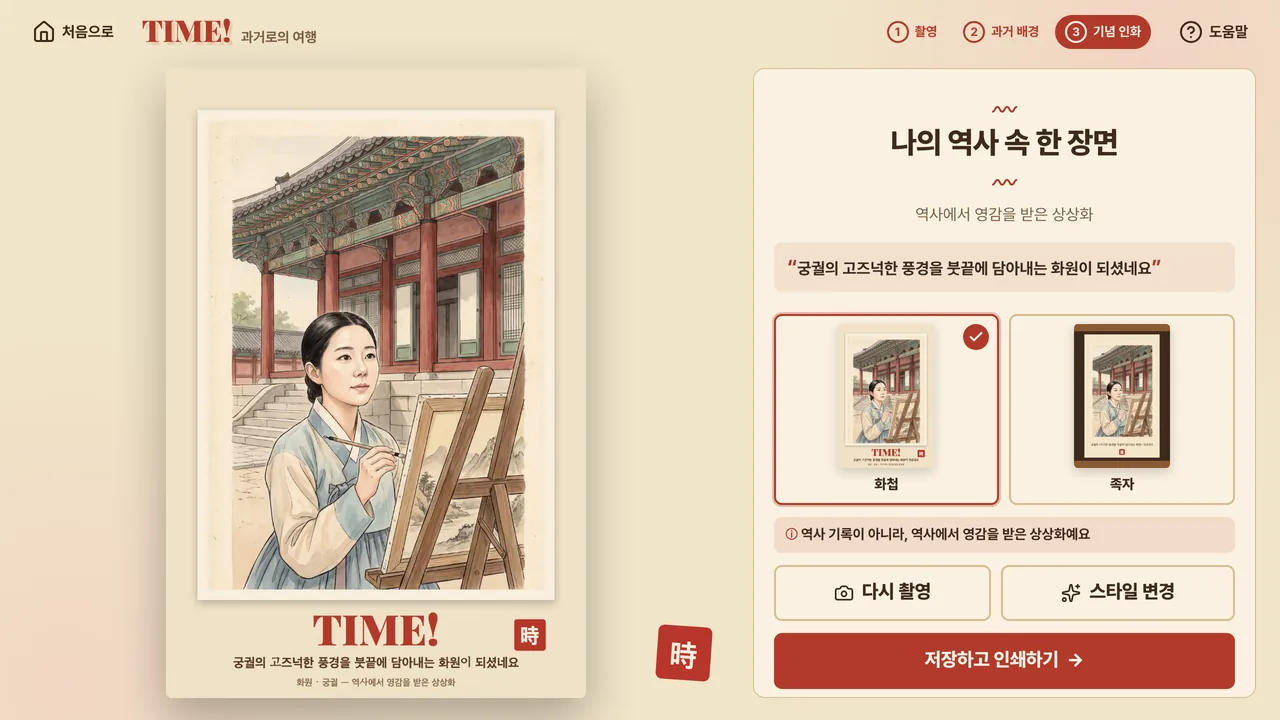 처음으로
TIME! 과거로의 여행
1 촬영
2 과거 배경
3 기념 인화
? 도움말
TIME!
時
궁궐의 고즈넉한 풍경을 붓끝에 담아내는 화원이 되셨네요
화원 · 궁궐 — 역사에서 영감을 받은 상상화
時
나의 역사 속 한 장면
역사에서 영감을 받은 상상화
“궁궐의 고즈넉한 풍경을 붓끝에 담아내는 화원이 되셨네요”
TIME!
화첩
족자
역사 기록이 아니라, 역사에서 영감을 받은 상상화예요
다시 촬영
스타일 변경
저장하고 인쇄하기 →